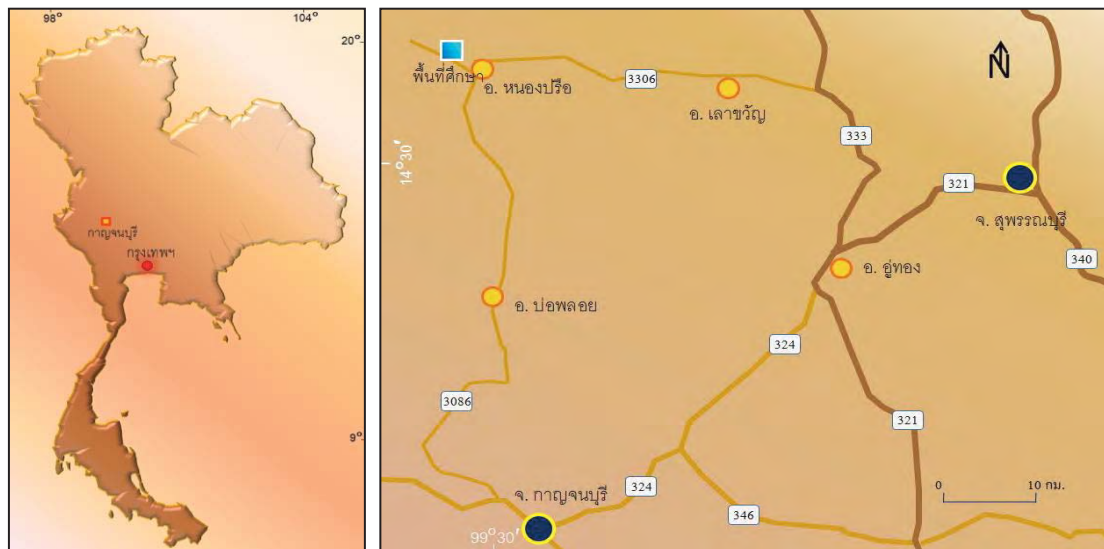 98°
104°
20°
กาญจนบุรี
กรุงเทพฯ
9°
พื้นที่ศึกษา
อ. หนองปรือ
3306
อ. เลาขวัญ
N
14°30'
333
321
จ. สุพรรณบุรี
340
อ. อู่ทอง
อ. บ่อพลอย
324
3086
321
0 10 กม.
324
จ. กาญจนบุรี
346
99°30'